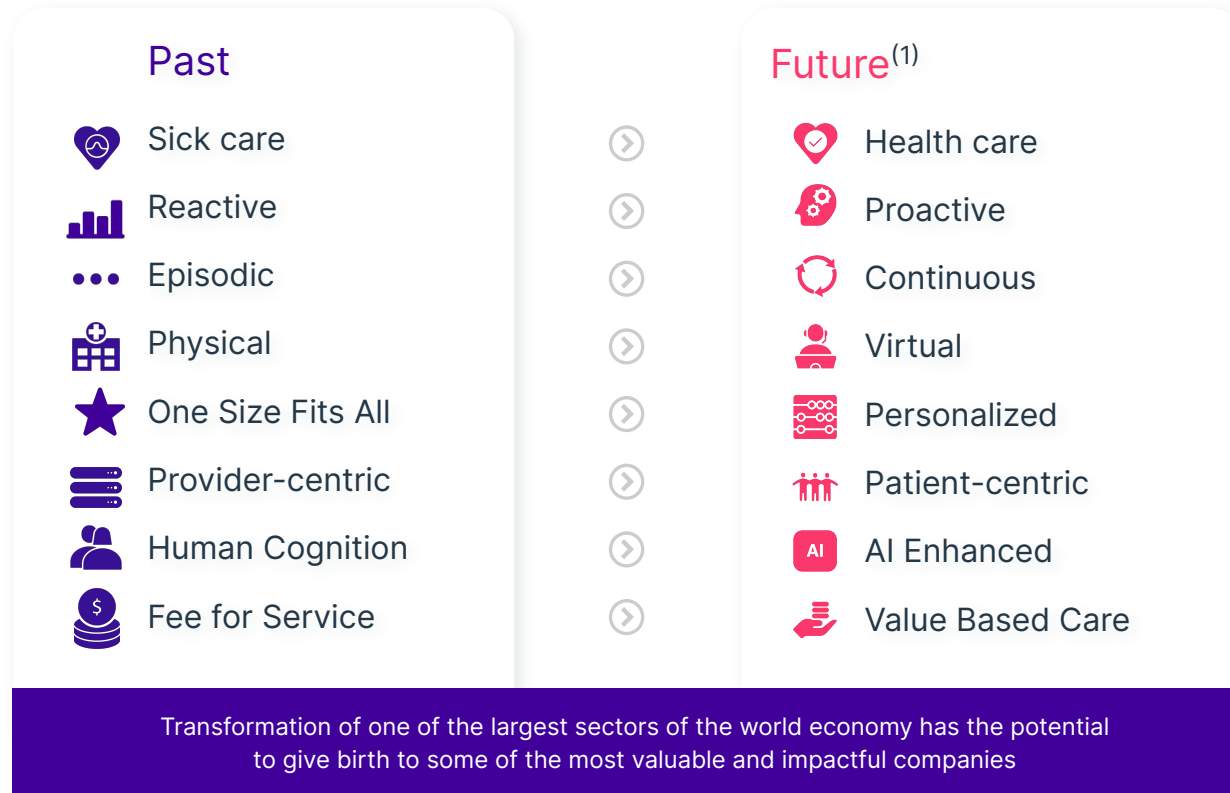 Past
Sick care
Reactive
Episodic
Physical
One Size Fits All
Provider-centric
Human Cognition
$
Fee for Service
Future(1)
Health care
Proactive
Continuous
Virtual
Personalized
Patient-centric
AI
AI Enhanced
Value Based Care
Transformation of one of the largest sectors of the world economy has the potential
to give birth to some of the most valuable and impactful companies